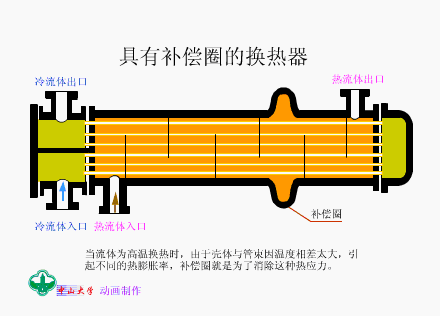 具有补偿圈的换热器
冷流体出口
热流体出口
冷流体入口 热流体入口
补偿圈
当流体为高温换热时，由于壳体与管束因温度相差太大，引
起不同的热膨胀率，补偿圈就是为了消除这种热应力。
中山大学 动画制作